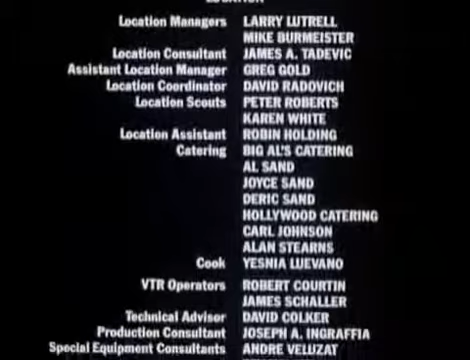 LOCATION
Location Managers LARRY LUTRELL
MIKE BURMEISTER
Location Consultant JAMES A. TADEVIC
Assistant Location Manager GREG GOLD
Location Coordinator DAVID RADOVICH
Location Scouts PETER ROBERTS
KAREN WHITE
Location Assistant ROBIN HOLDING
Catering BIG AL'S CATERING
AL SAND
JOYCE SAND
DERIC SAND
HOLLYWOOD CATERING
CARL JOHNSON
ALAN STEARNS
Cook YESNIA LUEVANO
VTR Operators ROBERT COURTIN
JAMES SCHALLER
Technical Advisor DAVID COLKER
Production Consultant JOSEPH A. INGRAFFIA
Special Equipment Consultants ANDRE VELUZAT